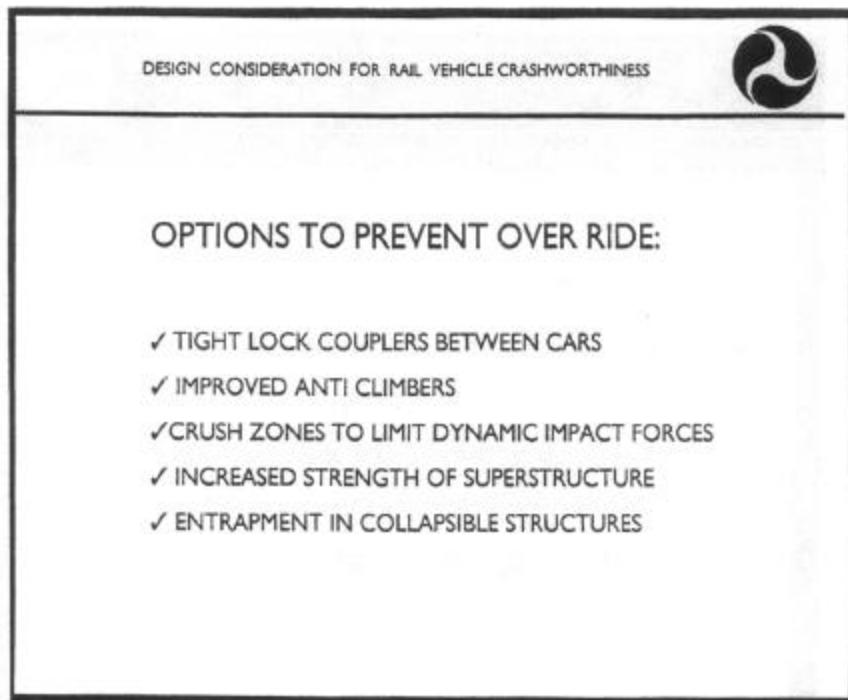 DESIGN CONSIDERATION FOR RAIL VEHICLE CRASHWORTHINESS
OPTIONS TO PREVENT OVER RIDE:
✓ TIGHT LOCK COUPLERS BETWEEN CARS
✓ IMPROVED ANTI CLIMBERS
✓CRUSH ZONES TO LIMIT DYNAMIC IMPACT FORCES
✓ INCREASED STRENGTH OF SUPERSTRUCTURE
✓ ENTRAPMENT IN COLLAPSIBLE STRUCTURES